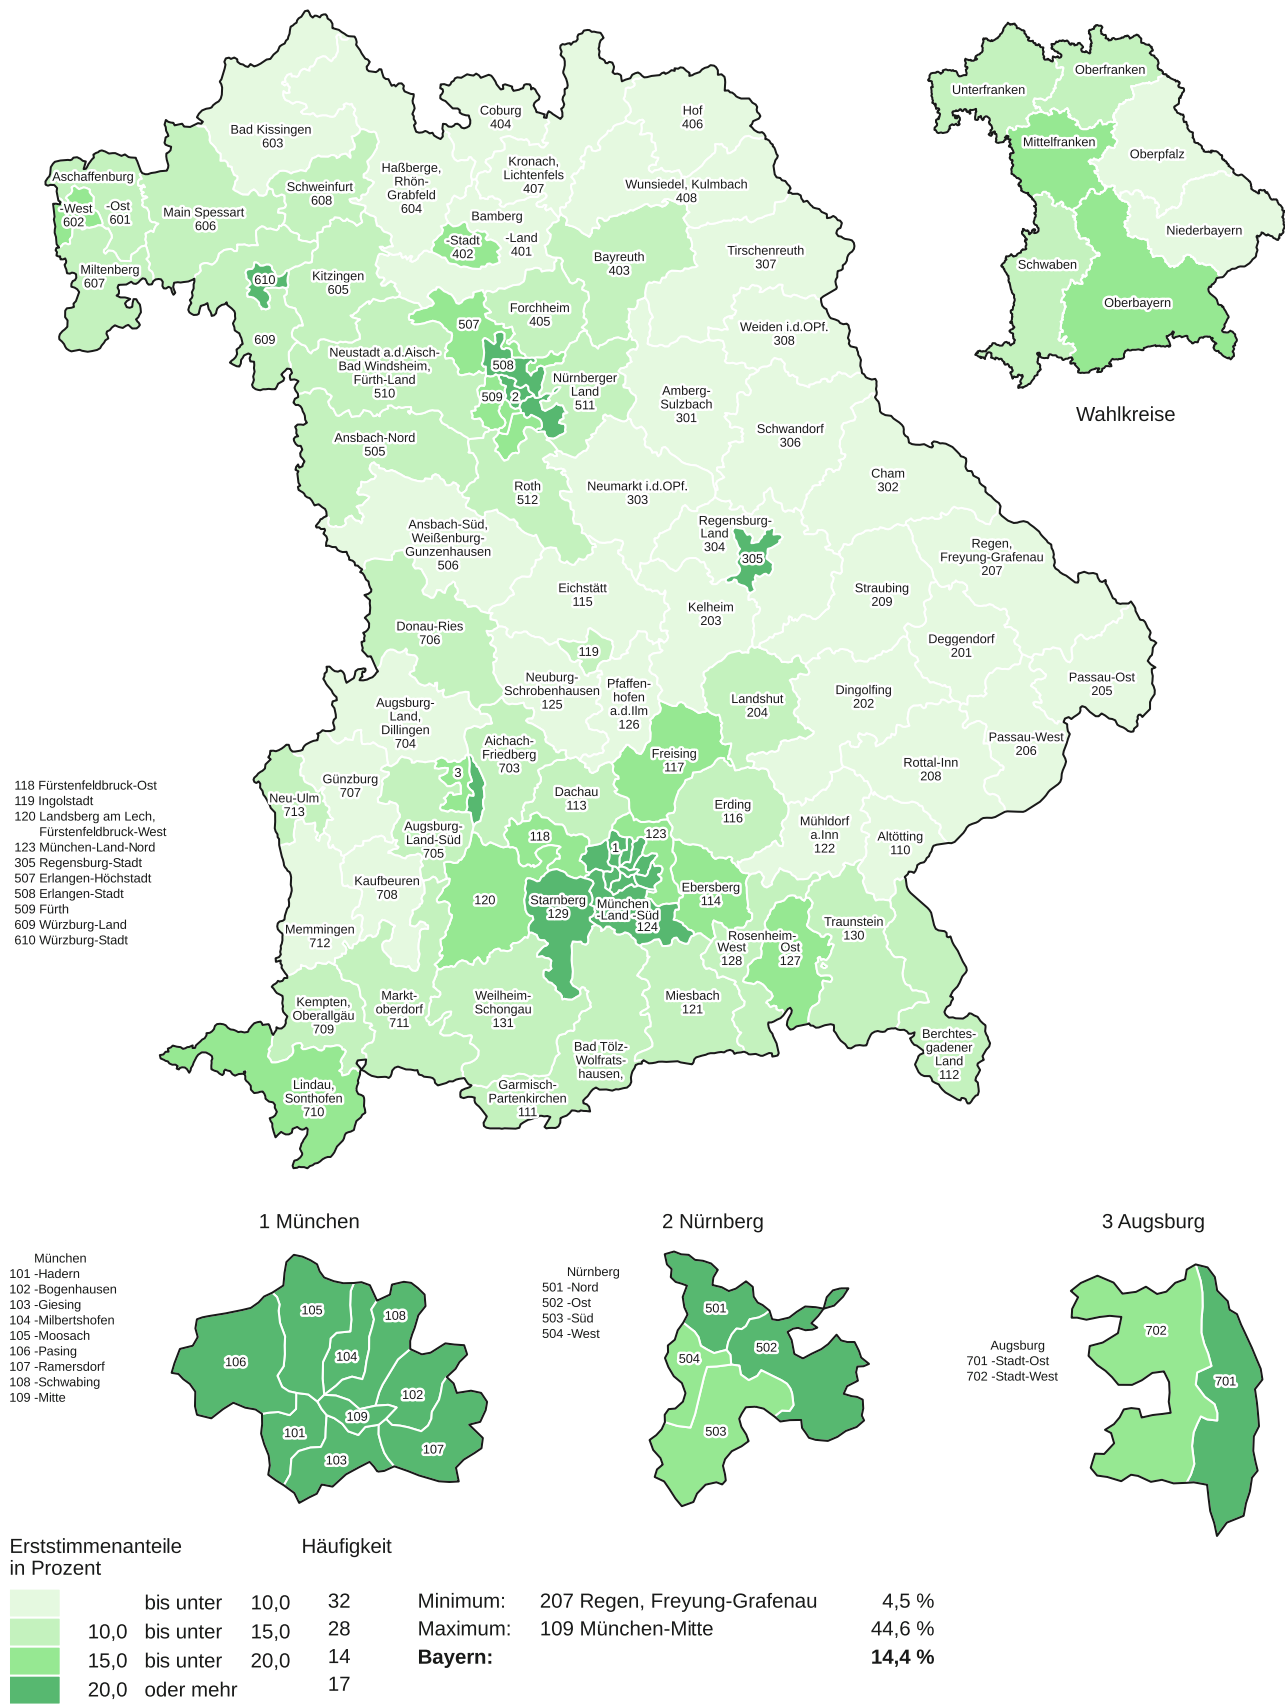 Coburg
404
Hof
406
Bad Kissingen
603
Haßberge,
Rhön-
Grabfeld
604
Kronach,
Lichtenfels
407
Wunsiedel, Kulmbach
408
Aschaffenburg
-West
602
-Ost
601
Schweinfurt
608
Main Spessart
606
Bamberg
-Stadt
402
-Land
401
Bayreuth
403
Tirschenreuth
307
Miltenberg
607
610
Kitzingen
605
Forchheim
405
507
Weiden i.d.OPf.
308
609
Neustadt a.d.Aisch-
Bad Windsheim,
Fürth-Land
510
508
509
2
Nürnberger
Land
511
Amberg-
Sulzbach
301
Schwandorf
306
Ansbach-Nord
505
Cham
302
Roth
512
Neumarkt i.d.OPf.
303
Ansbach-Süd,
Weißenburg-
Gunzenhausen
506
Regensburg-
Land
304
305
Regen,
Freyung-Grafenau
207
Eichstätt
115
Kelheim
203
Straubing
209
Donau-Ries
706
119
Deggendorf
201
Neuburg-
Schrobenhausen
125
Pfaffen-
hofen
a.d.Ilm
126
Landshut
204
Dingolfing
202
Passau-Ost
205
Augsburg-
Land,
Dillingen
704
Aichach-
Friedberg
703
Freising
117
Passau-West
206
Rottal-Inn
208
3
Günzburg
707
Neu-Ulm
713
Dachau
113
Erding
116
Augsburg-
Land-Süd
705
118
1
123
Mühldorf
a.Inn
122
Altötting
110
Kaufbeuren
708
120
Starnberg
129
München
-Land -Süd
124
Ebersberg
114
Memmingen
712
Rosenheim-
West
128
Ost
127
Traunstein
130
Kempten,
Oberallgäu
709
Markt-
oberdorf
711
Weilheim-
Schongau
131
Miesbach
121
Bad Tölz-
Wolfrats-
hausen,
Garmisch-
Partenkirchen
111
Berchtes-
gadener
Land
112
Lindau,
Sonthofen
710
Unterfranken
Oberfranken
Mittelfranken
Oberpfalz
Niederbayern
Schwaben
Oberbayern
Wahlkreise
118 Fürstenfeldbruck-Ost
119 Ingolstadt
120 Landsberg am Lech,
Fürstenfeldbruck-West
123 München-Land-Nord
305 Regensburg-Stadt
507 Erlangen-Höchstadt
508 Erlangen-Stadt
509 Fürth
609 Würzburg-Land
610 Würzburg-Stadt
1 München
München
101 -Hadern
102 -Bogenhausen
103 -Giesing
104 -Milbertshofen
105 -Moosach
106 -Pasing
107 -Ramersdorf
108 -Schwabing
109 -Mitte
105
108
104
106
102
109
101
103
107
2 Nürnberg
Nürnberg
501 -Nord
502 -Ost
503 -Süd
504 -West
501
502
504
503
3 Augsburg
Augsburg
701 -Stadt-Ost
702 -Stadt-West
702
701
Erststimmenanteile
in Prozent
Häufigkeit
bis unter 10,0 32
10,0 bis unter 15,0 28
15,0 bis unter 20,0 14
20,0 oder mehr 17
Minimum: 207 Regen, Freyung-Grafenau 4,5 %
Maximum: 109 München-Mitte 44,6 %
Bayern: 14,4 %